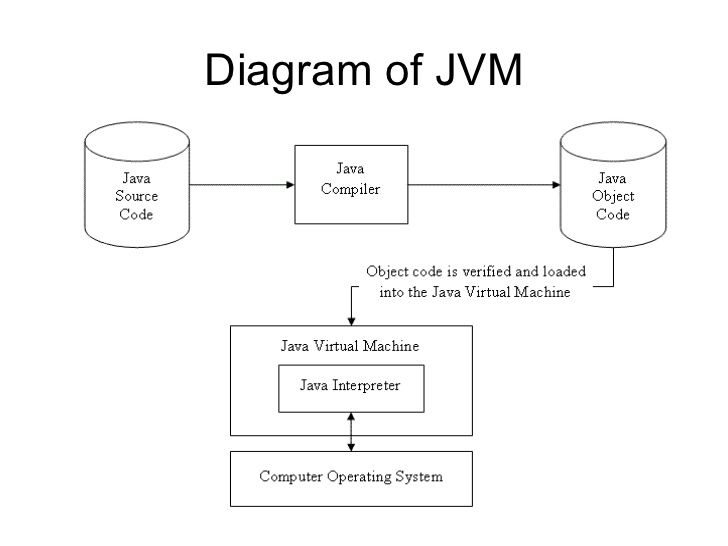 Diagram of JVM
Java
Source
Code
Java
Compiler
Java
Object
Code
Object code is verified and loaded
into the Java Virtual Machine
Java Virtual Machine
Java Interpreter
Computer Operating System